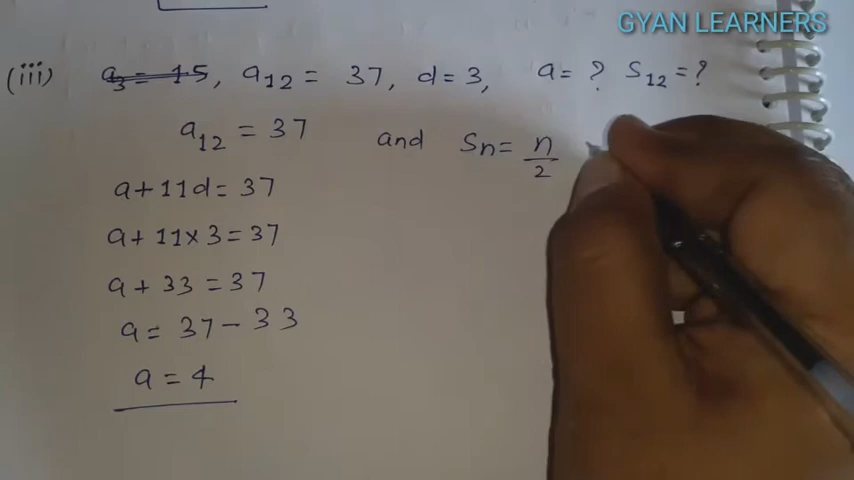 GYAN LEARNERS
(iii) a₃ = 15, a₁₂ = 37, d = 3, a = ? S₁₂ = ?
a₁₂ = 37 and Sn = n/2
a + 11d = 37
a + 11 × 3 = 37
a + 33 = 37
a = 37 - 33
a = 4